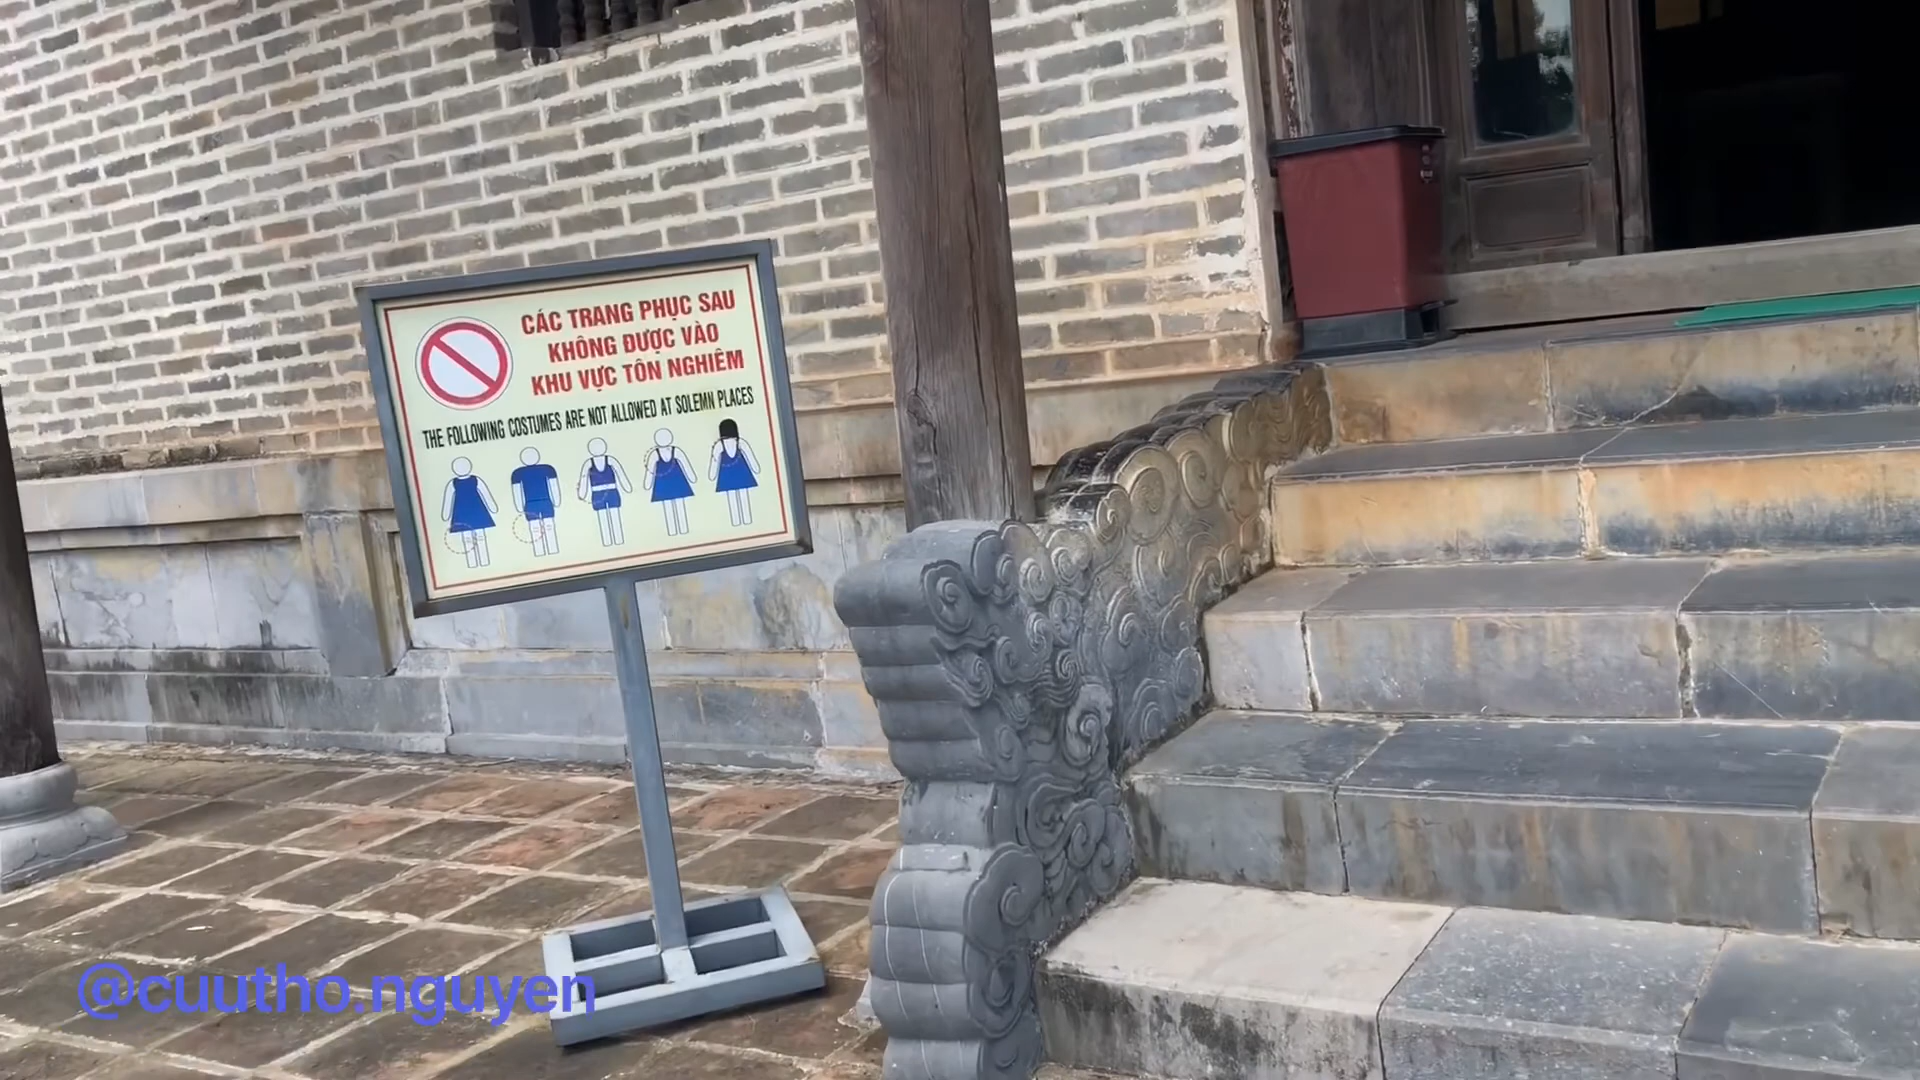 CÁC TRANG PHỤC SAU
KHÔNG ĐƯỢC VÀO
KHU VỰC TÔN NGHIÊM
THE FOLLOWING COSTUMES ARE NOT ALLOWED AT SOLEMN PLACES
@cuutho.nguyen